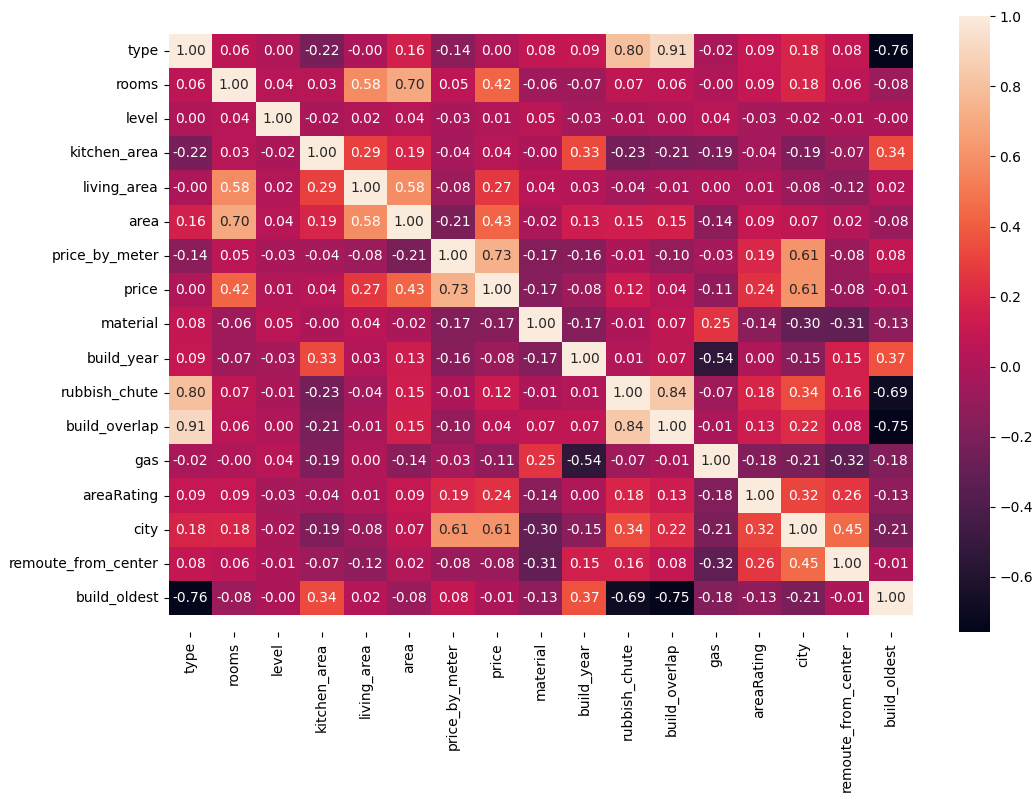 type 1.00 0.06 0.00 -0.22 -0.00 0.16 -0.14 0.00 0.08 0.09 0.80 0.91 -0.02 0.09 0.18 0.08 -0.76
rooms 0.06 1.00 0.04 0.03 0.58 0.70 0.05 0.42 -0.06 -0.07 0.07 0.06 -0.00 0.09 0.18 0.06 -0.08
level 0.00 0.04 1.00 -0.02 0.02 0.04 -0.03 0.01 0.05 -0.03 -0.01 0.00 0.04 -0.03 -0.02 -0.01 -0.00
kitchen_area -0.22 0.03 -0.02 1.00 0.29 0.19 -0.04 0.04 -0.00 0.33 -0.23 -0.21 -0.19 -0.04 -0.19 -0.07 0.34
living_area -0.00 0.58 0.02 0.29 1.00 0.58 -0.08 0.27 0.04 0.03 -0.04 -0.01 0.00 0.01 -0.08 -0.12 0.02
area 0.16 0.70 0.04 0.19 0.58 1.00 -0.21 0.43 -0.02 0.13 0.15 0.15 -0.14 0.09 0.07 0.02 -0.08
price_by_meter -0.14 0.05 -0.03 -0.04 -0.08 -0.21 1.00 0.73 -0.17 -0.16 -0.01 -0.10 -0.03 0.19 0.61 -0.08 0.08
price 0.00 0.42 0.01 0.04 0.27 0.43 0.73 1.00 -0.17 -0.08 0.12 0.04 -0.11 0.24 0.61 -0.08 -0.01
material 0.08 -0.06 0.05 -0.00 0.04 -0.02 -0.17 -0.17 1.00 -0.17 -0.01 0.07 0.25 -0.14 -0.30 -0.31 -0.13
build_year 0.09 -0.07 -0.03 0.33 0.03 0.13 -0.16 -0.08 -0.17 1.00 0.01 0.07 -0.54 0.00 -0.15 0.15 0.37
rubbish_chute 0.80 0.07 -0.01 -0.23 -0.04 0.15 -0.01 0.12 -0.01 0.01 1.00 0.84 -0.07 0.18 0.34 0.16 -0.69
build_overlap 0.91 0.06 0.00 -0.21 -0.01 0.15 -0.10 0.04 0.07 0.07 0.84 1.00 -0.01 0.13 0.22 0.08 -0.75
gas -0.02 -0.00 0.04 -0.19 0.00 -0.14 -0.03 -0.11 0.25 -0.54 -0.07 -0.01 1.00 -0.18 -0.21 -0.32 -0.18
areaRating 0.09 0.09 -0.03 -0.04 0.01 0.09 0.19 0.24 -0.14 0.00 0.18 0.13 -0.18 1.00 0.32 0.26 -0.13
city 0.18 0.18 -0.02 -0.19 -0.08 0.07 0.61 0.61 -0.30 -0.15 0.34 0.22 -0.21 0.32 1.00 0.45 -0.21
remoute_from_center 0.08 0.06 -0.01 -0.07 -0.12 0.02 -0.08 -0.08 -0.31 0.15 0.16 0.08 -0.32 0.26 0.45 1.00 -0.01
build_oldest -0.76 -0.08 -0.00 0.34 0.02 -0.08 0.08 -0.01 -0.13 0.37 -0.69 -0.75 -0.18 -0.13 -0.21 -0.01 1.00
type
rooms
level
kitchen_area
living_area
area
price_by_meter
price
material
build_year
rubbish_chute
build_overlap
gas
areaRating
city
remoute_from_center
build_oldest
1.0
0.8
0.6
0.4
0.2
0.0
−0.2
−0.4
−0.6